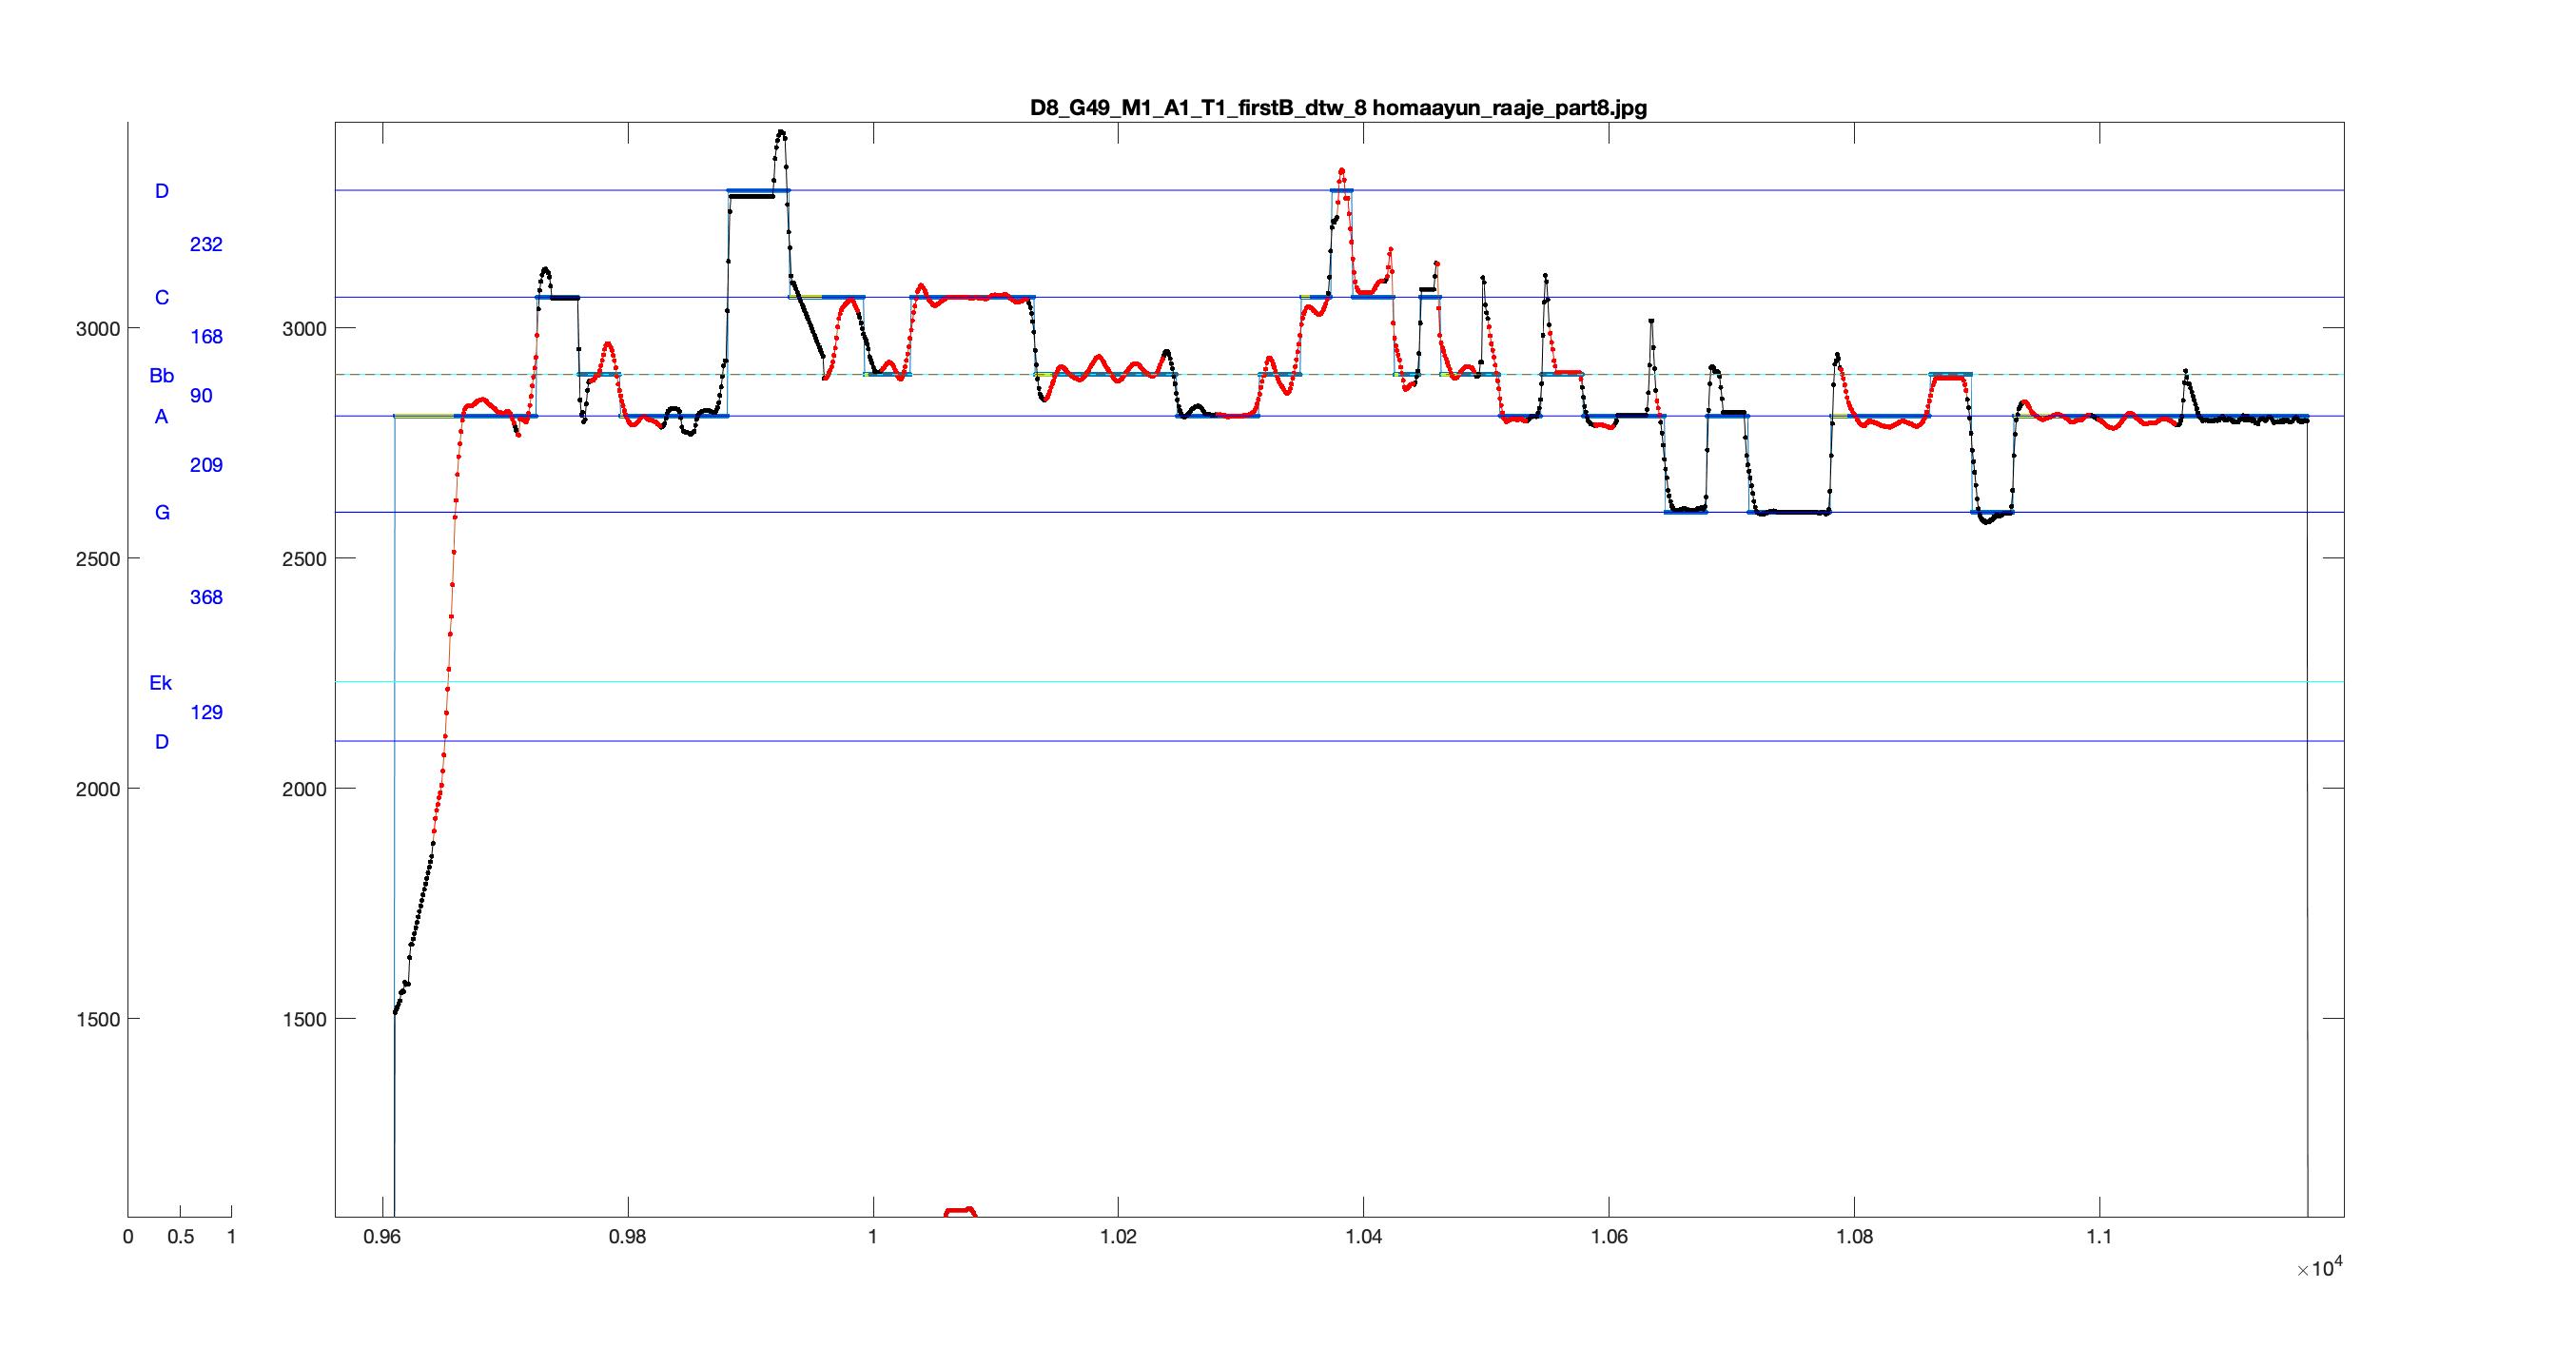 D8_G49_M1_A1_T1_firstB_dtw_8 homaayun_raaje_part8.jpg
D
232
C
3000
3000
168
Bb
90
A
209
G
2500
2500
368
Ek
129
D
2000
2000
1500
1500
0 0.5 1
0.96 0.98 1 1.02 1.04 1.06 1.08 1.1
×10^4